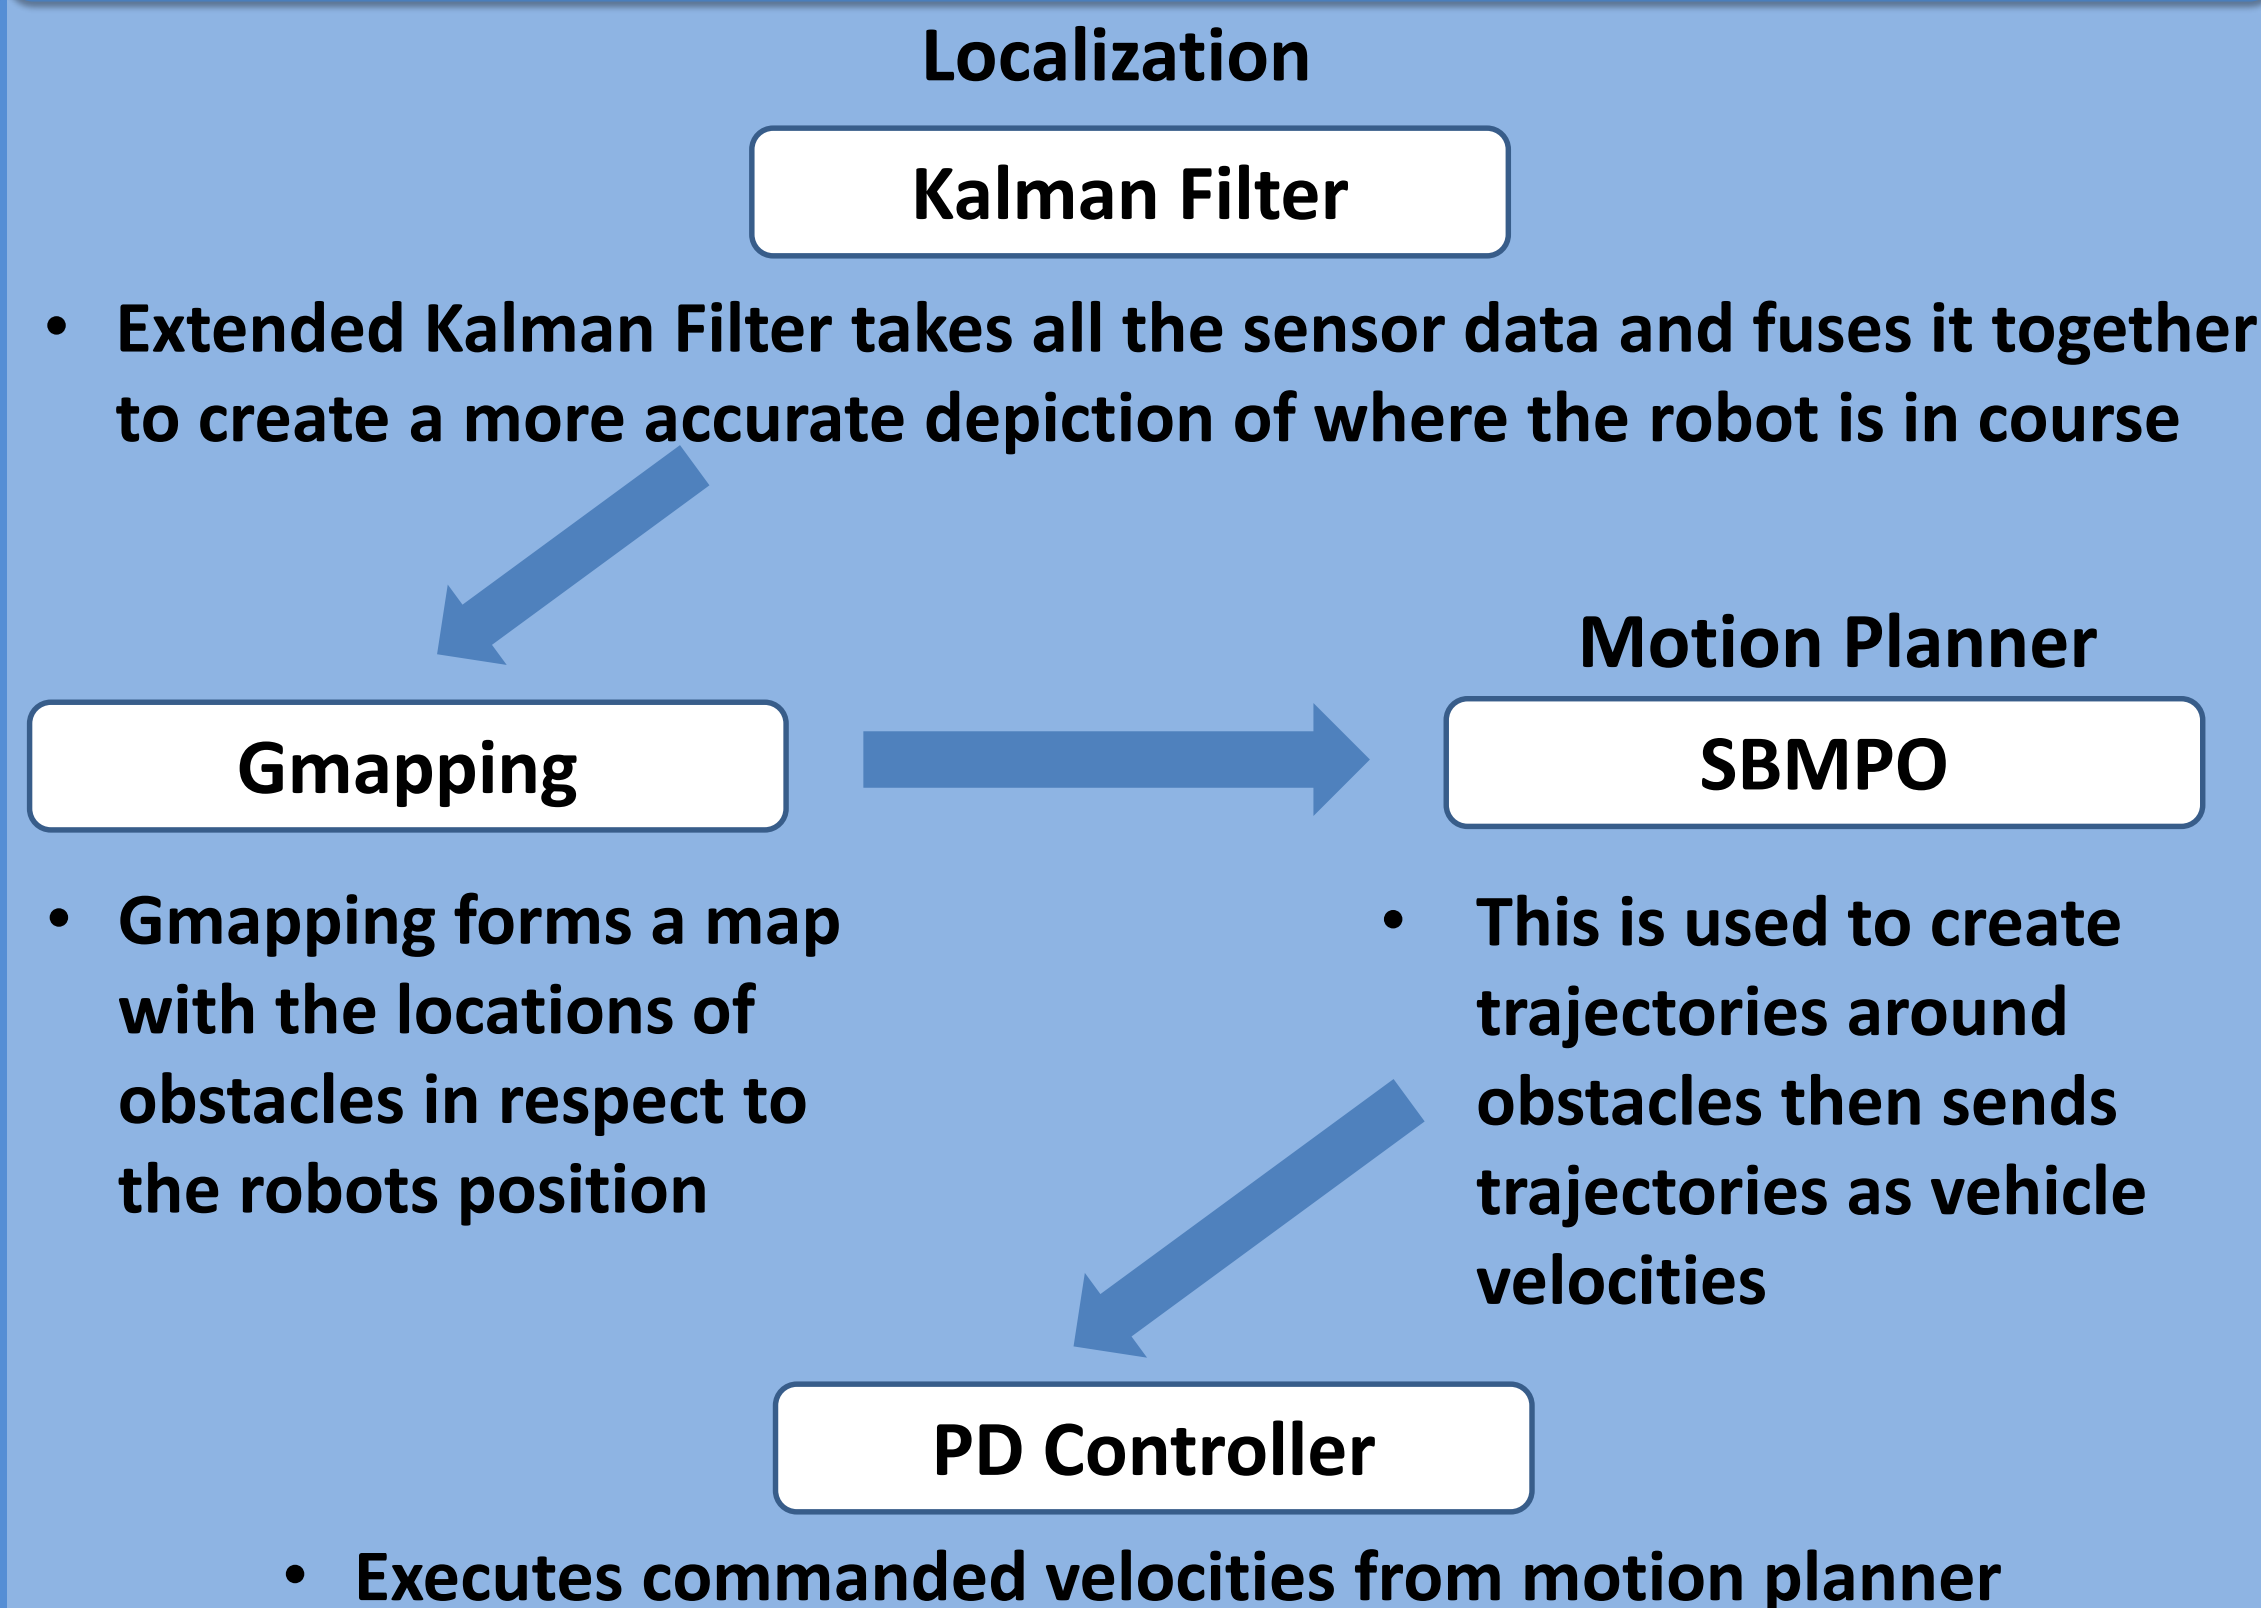 Localization
Kalman Filter
• Extended Kalman Filter takes all the sensor data and fuses it together
to create a more accurate depiction of where the robot is in course
Gmapping
• Gmapping forms a map
with the locations of
obstacles in respect to
the robots position
Motion Planner
SBMPO
• This is used to create
trajectories around
obstacles then sends
trajectories as vehicle
velocities
PD Controller
• Executes commanded velocities from motion planner